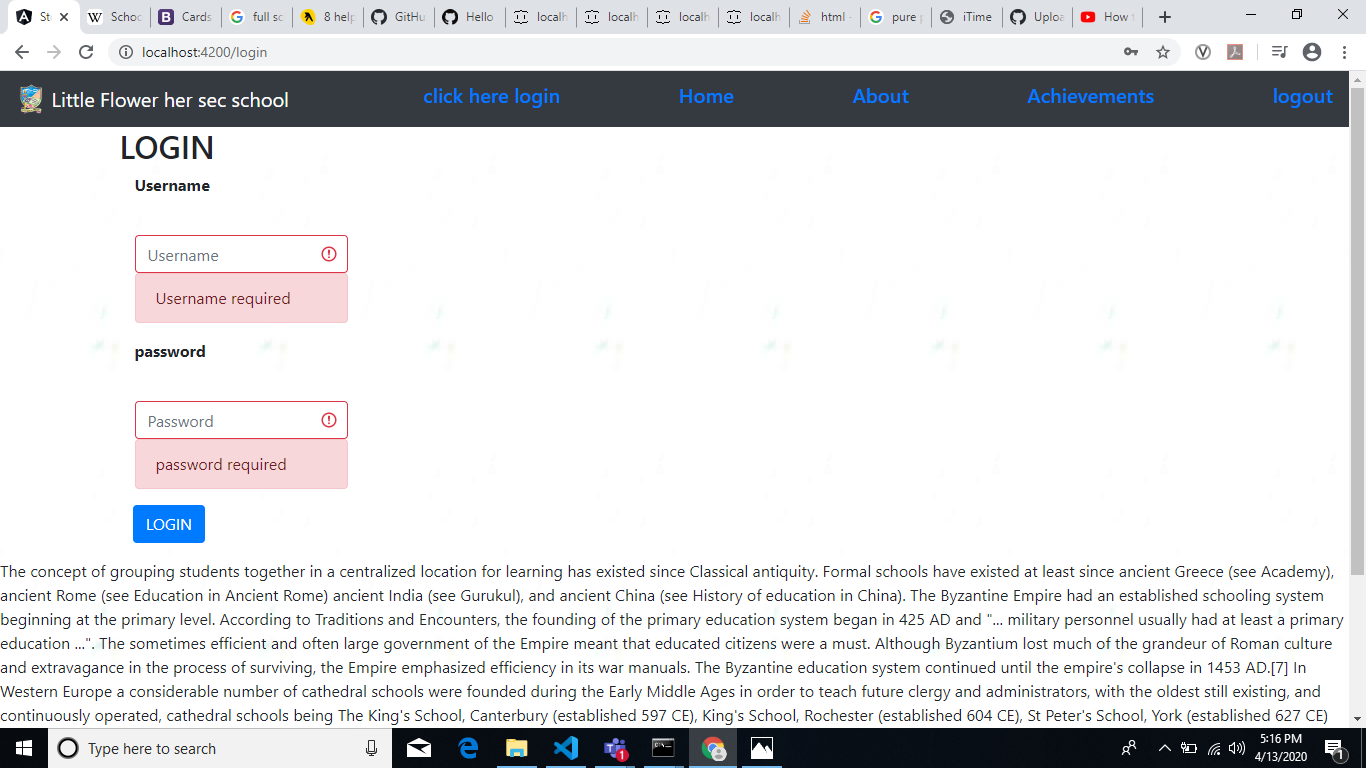 St
Schoo
Cards
full sc
8 help
GitHu
Hello
localh
localh
localh
localh
html -
pure p
iTime
Uploa
How t
localhost:4200/login
Little Flower her sec school
click here login
Home
About
Achievements
logout
LOGIN
Username
Username
Username required
password
Password
password required
LOGIN
The concept of grouping students together in a centralized location for learning has existed since Classical antiquity. Formal schools have existed at least since ancient Greece (see Academy),
ancient Rome (see Education in Ancient Rome) ancient India (see Gurukul), and ancient China (see History of education in China). The Byzantine Empire had an established schooling system
beginning at the primary level. According to Traditions and Encounters, the founding of the primary education system began in 425 AD and "... military personnel usually had at least a primary
education ...". The sometimes efficient and often large government of the Empire meant that educated citizens were a must. Although Byzantium lost much of the grandeur of Roman culture
and extravagance in the process of surviving, the Empire emphasized efficiency in its war manuals. The Byzantine education system continued until the empire's collapse in 1453 AD.[7] In
Western Europe a considerable number of cathedral schools were founded during the Early Middle Ages in order to teach future clergy and administrators, with the oldest still existing, and
continuously operated, cathedral schools being The King's School, Canterbury (established 597 CE), King's School, Rochester (established 604 CE), St Peter's School, York (established 627 CE)
Type here to search
5:16 PM
4/13/2020
1
1